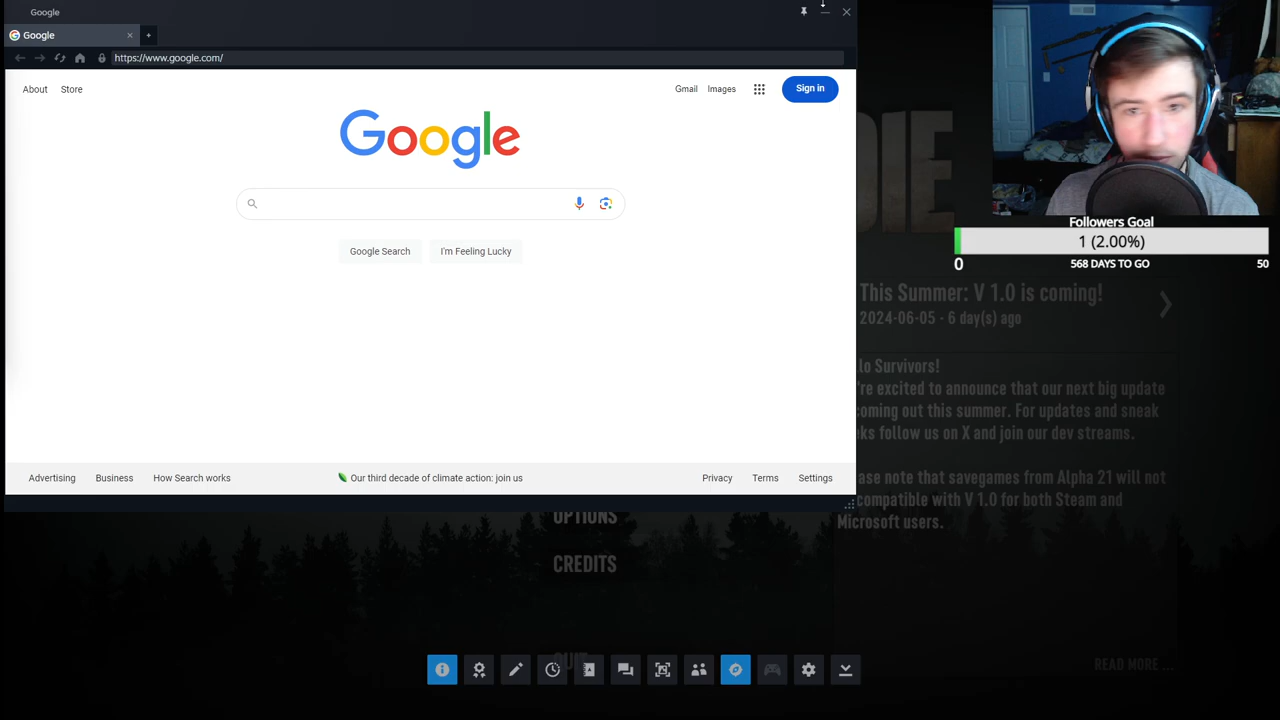 Google
Google
https://www.google.com/
About
Store
Gmail
Images
Sign in
Google
Google Search
I'm Feeling Lucky
Advertising
Business
How Search works
Our third decade of climate action: join us
Privacy
Terms
Settings
DIE
Followers Goal
1 (2.00%)
0
568 DAYS TO GO
50
This Summer: V 1.0 is coming!
2024-06-05 - 6 day(s) ago
lo Survivors!
're excited to announce that our next big update
coming out this summer. For updates and sneak
eks follow us on X and join our dev streams.
ase note that savegames from Alpha 21 will not
compatible with V 1.0 for both Steam and
Microsoft users.
OPTIONS
CREDITS
QUIT
READ MORE ...